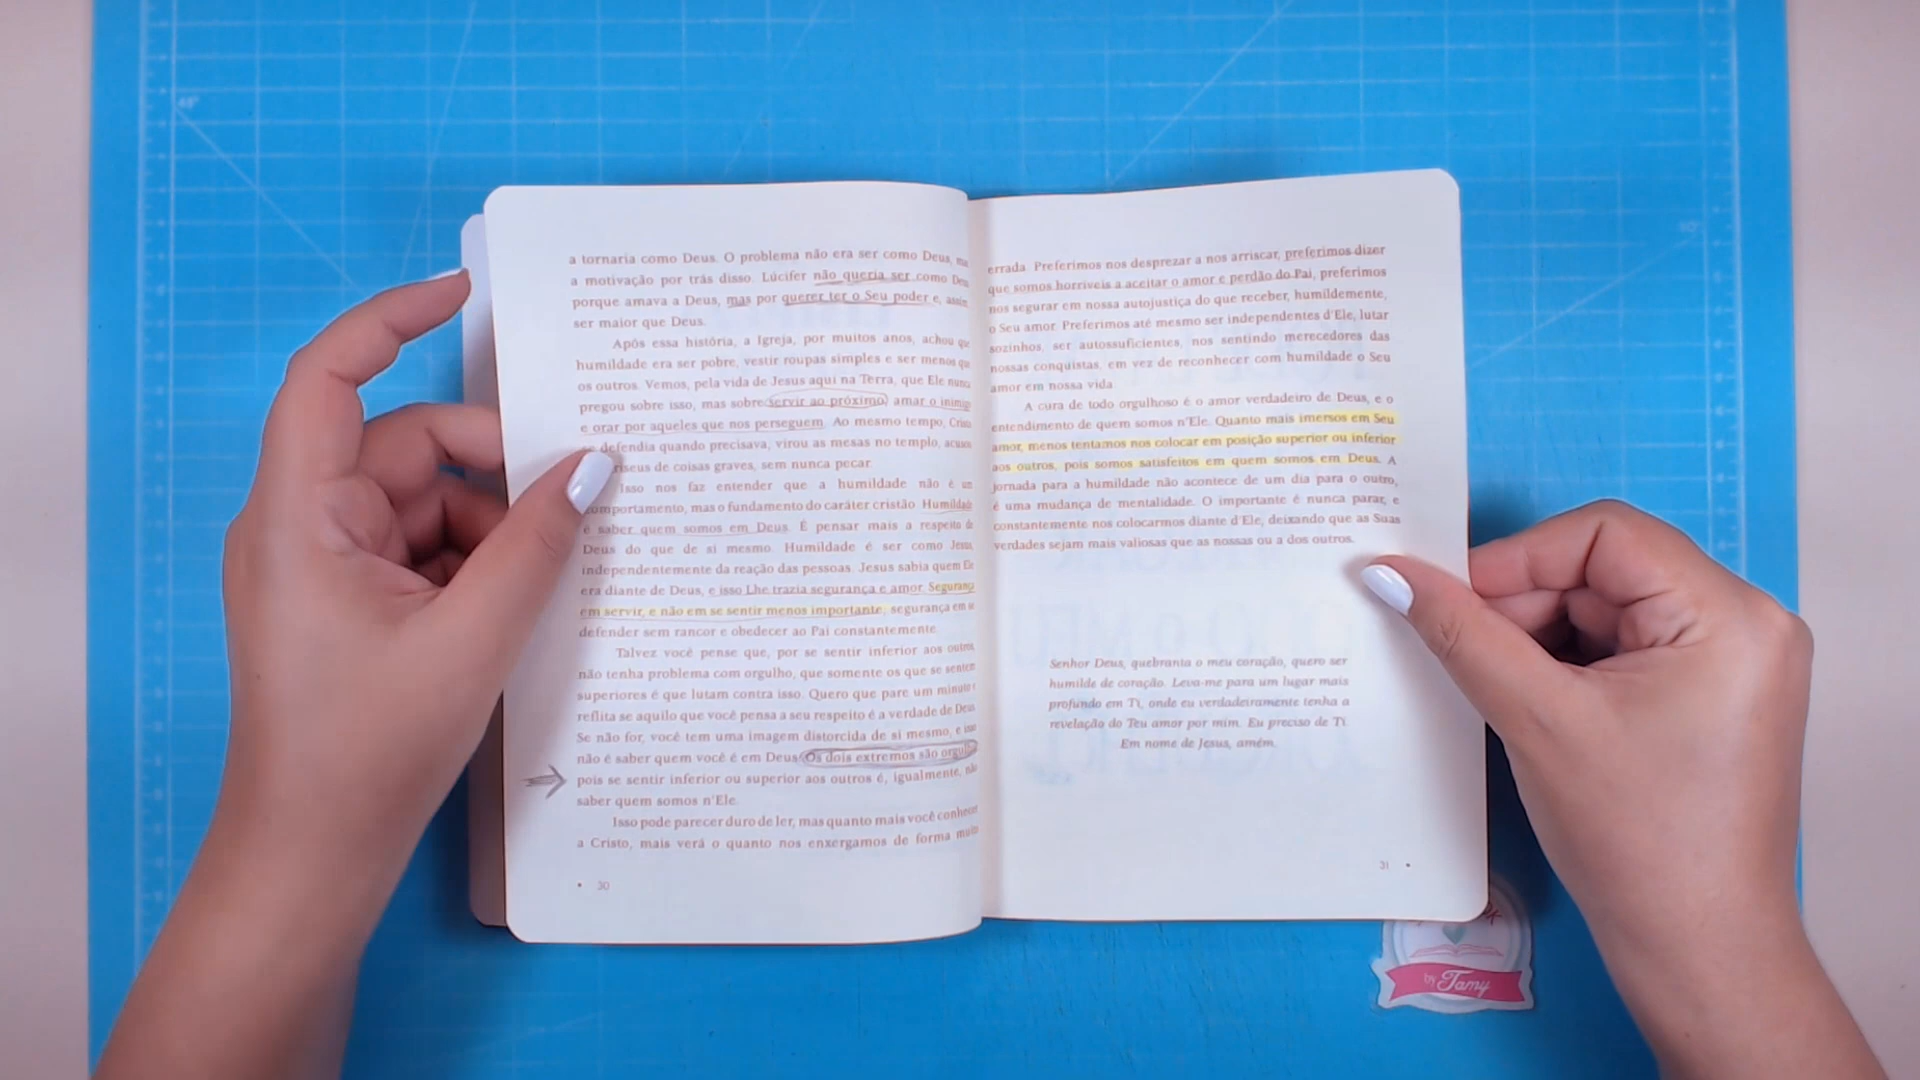 a tornaria como Deus. O problema não era ser como Deus,
a motivação por trás disso. Lúcifer não queria ser como Deus
porque amava a Deus, mas por querer ter o Seu poder e, assim
ser maior que Deus.
Após essa história, a Igreja, por muitos anos, achou que
humildade era ser pobre, vestir roupas simples e ser menos que
os outros. Vemos, pela vida de Jesus aqui na Terra, que Ele nunca
pregou sobre isso, mas sobre servir ao próximo, amar o inimigo
e orar por aqueles que nos perseguem. Ao mesmo tempo, Cristo
se defendia quando precisava, virou as mesas no templo, acusou
riseus de coisas graves, sem nunca pecar.
Isso nos faz entender que a humildade não é um
comportamento, mas o fundamento do caráter cristão. Humildade
é saber quem somos em Deus. É pensar mais a respeito de
Deus do que de si mesmo. Humildade é ser como Jesus,
independentemente da reação das pessoas. Jesus sabia quem Ele
era diante de Deus, e isso Lhe trazia segurança e amor. Segurança
em servir, e não em se sentir menos importante; segurança em se
defender sem rancor e obedecer ao Pai constantemente.
Talvez você pense que, por se sentir inferior aos outros,
não tenha problema com orgulho, que somente os que se sentem
superiores é que lutam contra isso. Quero que pare um minuto e
reflita se aquilo que você pensa a seu respeito é a verdade de Deus.
Se não for, você tem uma imagem distorcida de si mesmo, e isso
não é saber quem você é em Deus. Os dois extremos são orgulho
pois se sentir inferior ou superior aos outros é, igualmente, não
saber quem somos n'Ele.
Isso pode parecer duro de ler, mas quanto mais você conhecer
a Cristo, mais verá o quanto nos enxergamos de forma muito
• 30
errada. Preferimos nos desprezar a nos arriscar, preferimos dizer
que somos horríveis a aceitar o amor e perdão do Pai, preferimos
nos segurar em nossa autojustiça do que receber, humildemente,
o Seu amor. Preferimos até mesmo ser independentes d'Ele, lutar
sozinhos, ser autossuficientes, nos sentindo merecedores das
nossas conquistas, em vez de reconhecer com humildade o Seu
amor em nossa vida.
A cura de todo orgulhoso é o amor verdadeiro de Deus, e o
entendimento de quem somos n'Ele. Quanto mais imersos em Seu
amor, menos tentamos nos colocar em posição superior ou inferior
aos outros, pois somos satisfeitos em quem somos em Deus. A
jornada para a humildade não acontece de um dia para o outro,
é uma mudança de mentalidade. O importante é nunca parar, e
constantemente nos colocarmos diante d'Ele, deixando que as Suas
verdades sejam mais valiosas que as nossas ou a dos outros.
Senhor Deus, quebranta o meu coração, quero ser
humilde de coração. Leva-me para um lugar mais
profundo em Ti, onde eu verdadeiramente tenha a
revelação do Teu amor por mim. Eu preciso de Ti.
Em nome de Jesus, amém.
31 •
by Tamy